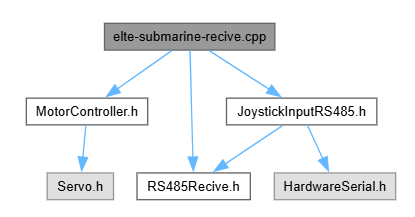 elte-submarine-recive.cpp
MotorController.h
JoystickInputRS485.h
Servo.h
RS485Recive.h
HardwareSerial.h